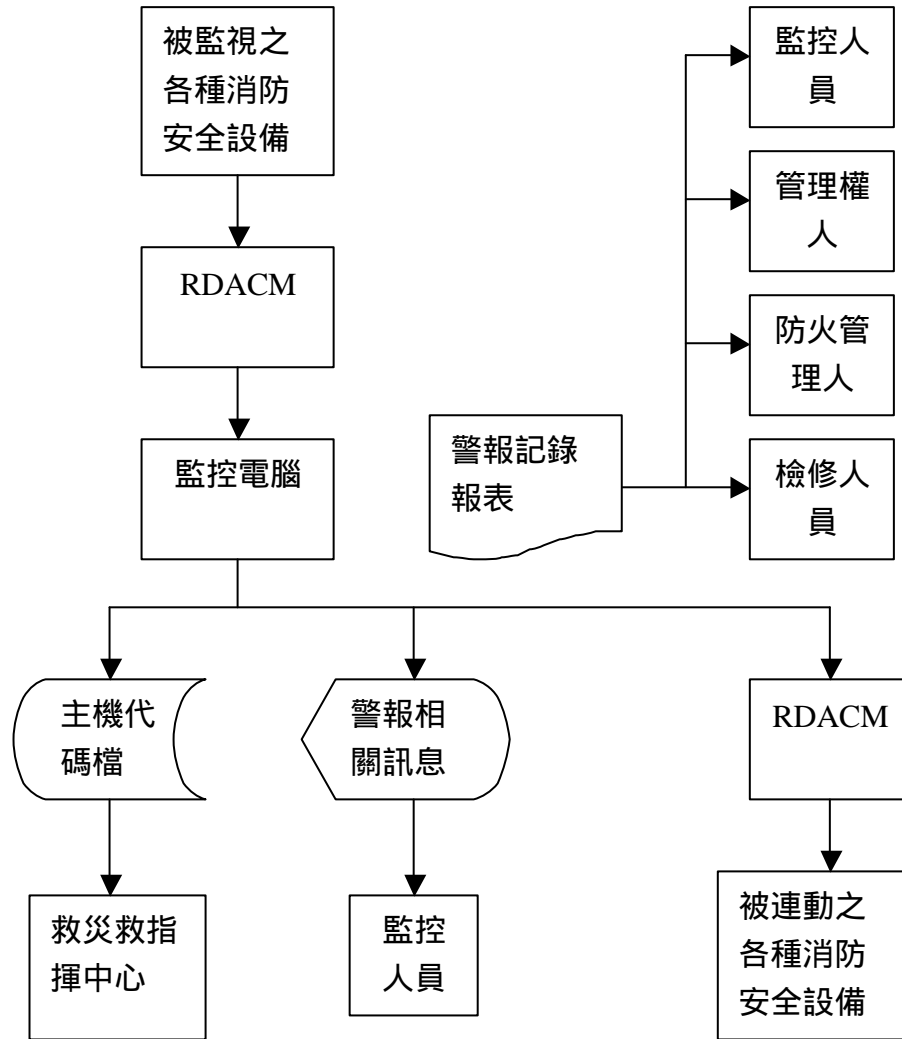 被監視之
各種消防
安全設備
RDACM
監控電腦
監控人
員
管理權
人
防火管
理人
檢修人
員
警報記錄
報表
主機代
碼檔
警報相
關訊息
RDACM
救災救指
揮中心
監控
人員
被連動之
各種消防
安全設備